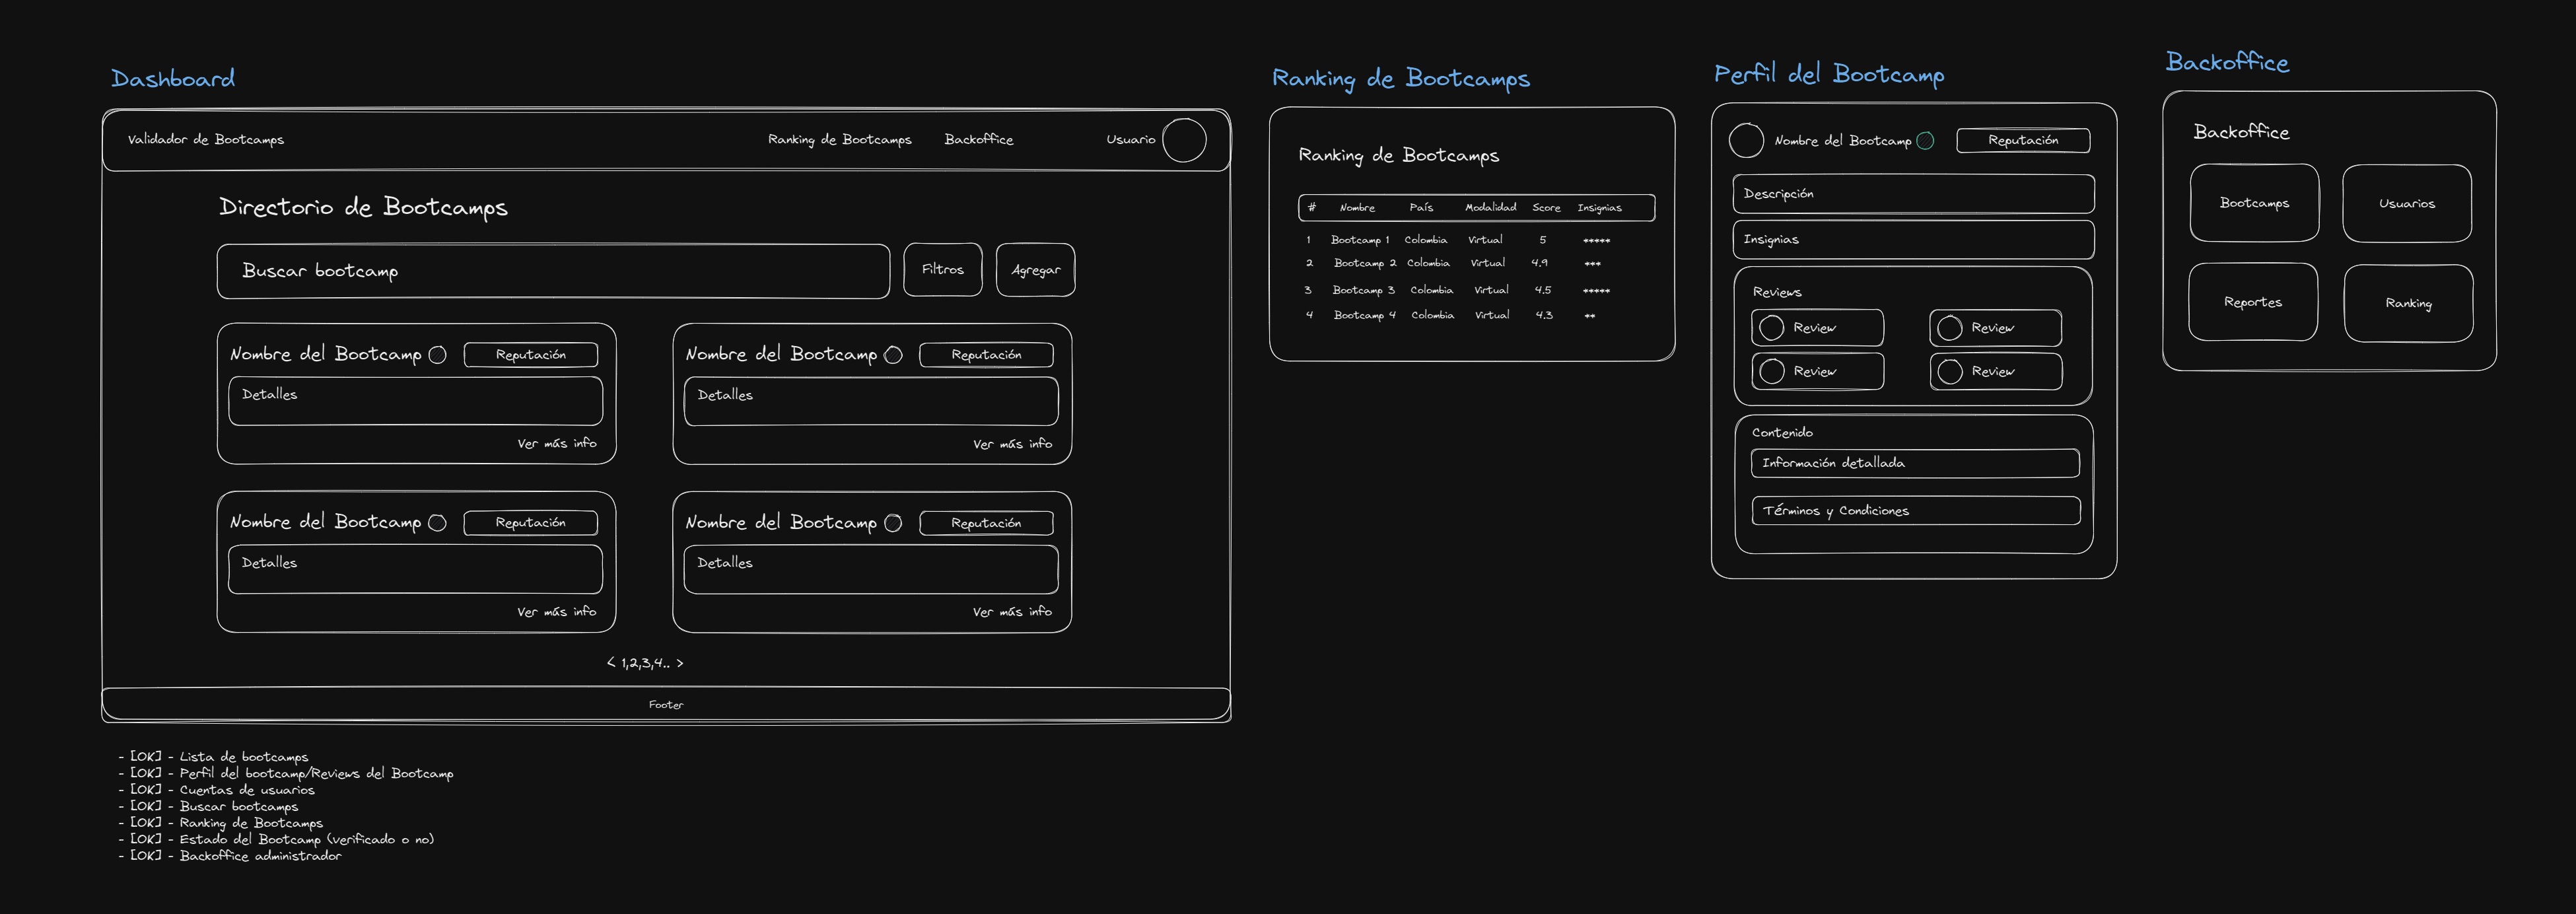 Dashboard
Validador de Bootcamps
Ranking de Bootcamps
Backoffice
Usuario
Directorio de Bootcamps
Buscar bootcamp
Filtros
Agregar
Nombre del Bootcamp
Reputación
Detalles
Ver más info
Nombre del Bootcamp
Reputación
Detalles
Ver más info
Nombre del Bootcamp
Reputación
Detalles
Ver más info
Nombre del Bootcamp
Reputación
Detalles
Ver más info
< 1,2,3,4.. >
Footer
- [OK] - Lista de bootcamps
- [OK] - Perfil del bootcamp/Reviews del Bootcamp
- [OK] - Cuentas de usuarios
- [OK] - Buscar bootcamps
- [OK] - Ranking de Bootcamps
- [OK] - Estado del Bootcamp (verificado o no)
- [OK] - Backoffice administrador
Ranking de Bootcamps
Ranking de Bootcamps
# Nombre País Modalidad Score Insignias
1 Bootcamp 1 Colombia Virtual 5 *****
2 Bootcamp 2 Colombia Virtual 4.9 ***
3 Bootcamp 3 Colombia Virtual 4.5 *****
4 Bootcamp 4 Colombia Virtual 4.3 **
Perfil del Bootcamp
Nombre del Bootcamp
Reputación
Descripción
Insignias
Reviews
Review
Review
Review
Review
Contenido
Información detallada
Términos y Condiciones
Backoffice
Backoffice
Bootcamps
Usuarios
Reportes
Ranking